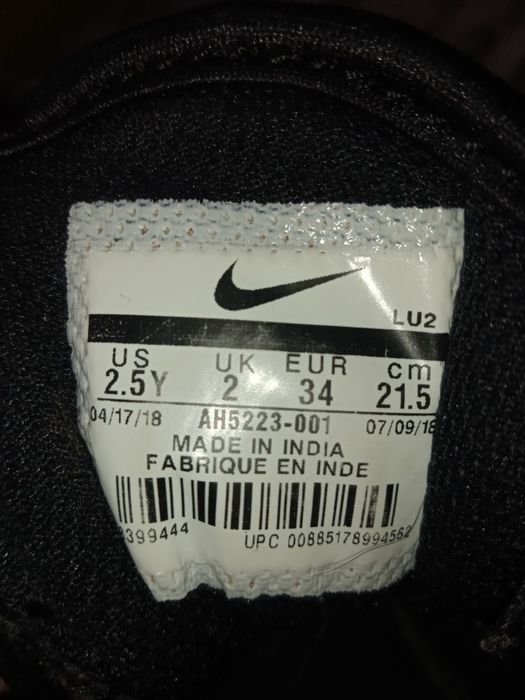 LU2
US UK EUR cm
2.5Y 2 34 21.5
04/17/18 AH5223-001 07/09/18
MADE IN INDIA
FABRIQUE EN INDE
399444 UPC 00885178994562